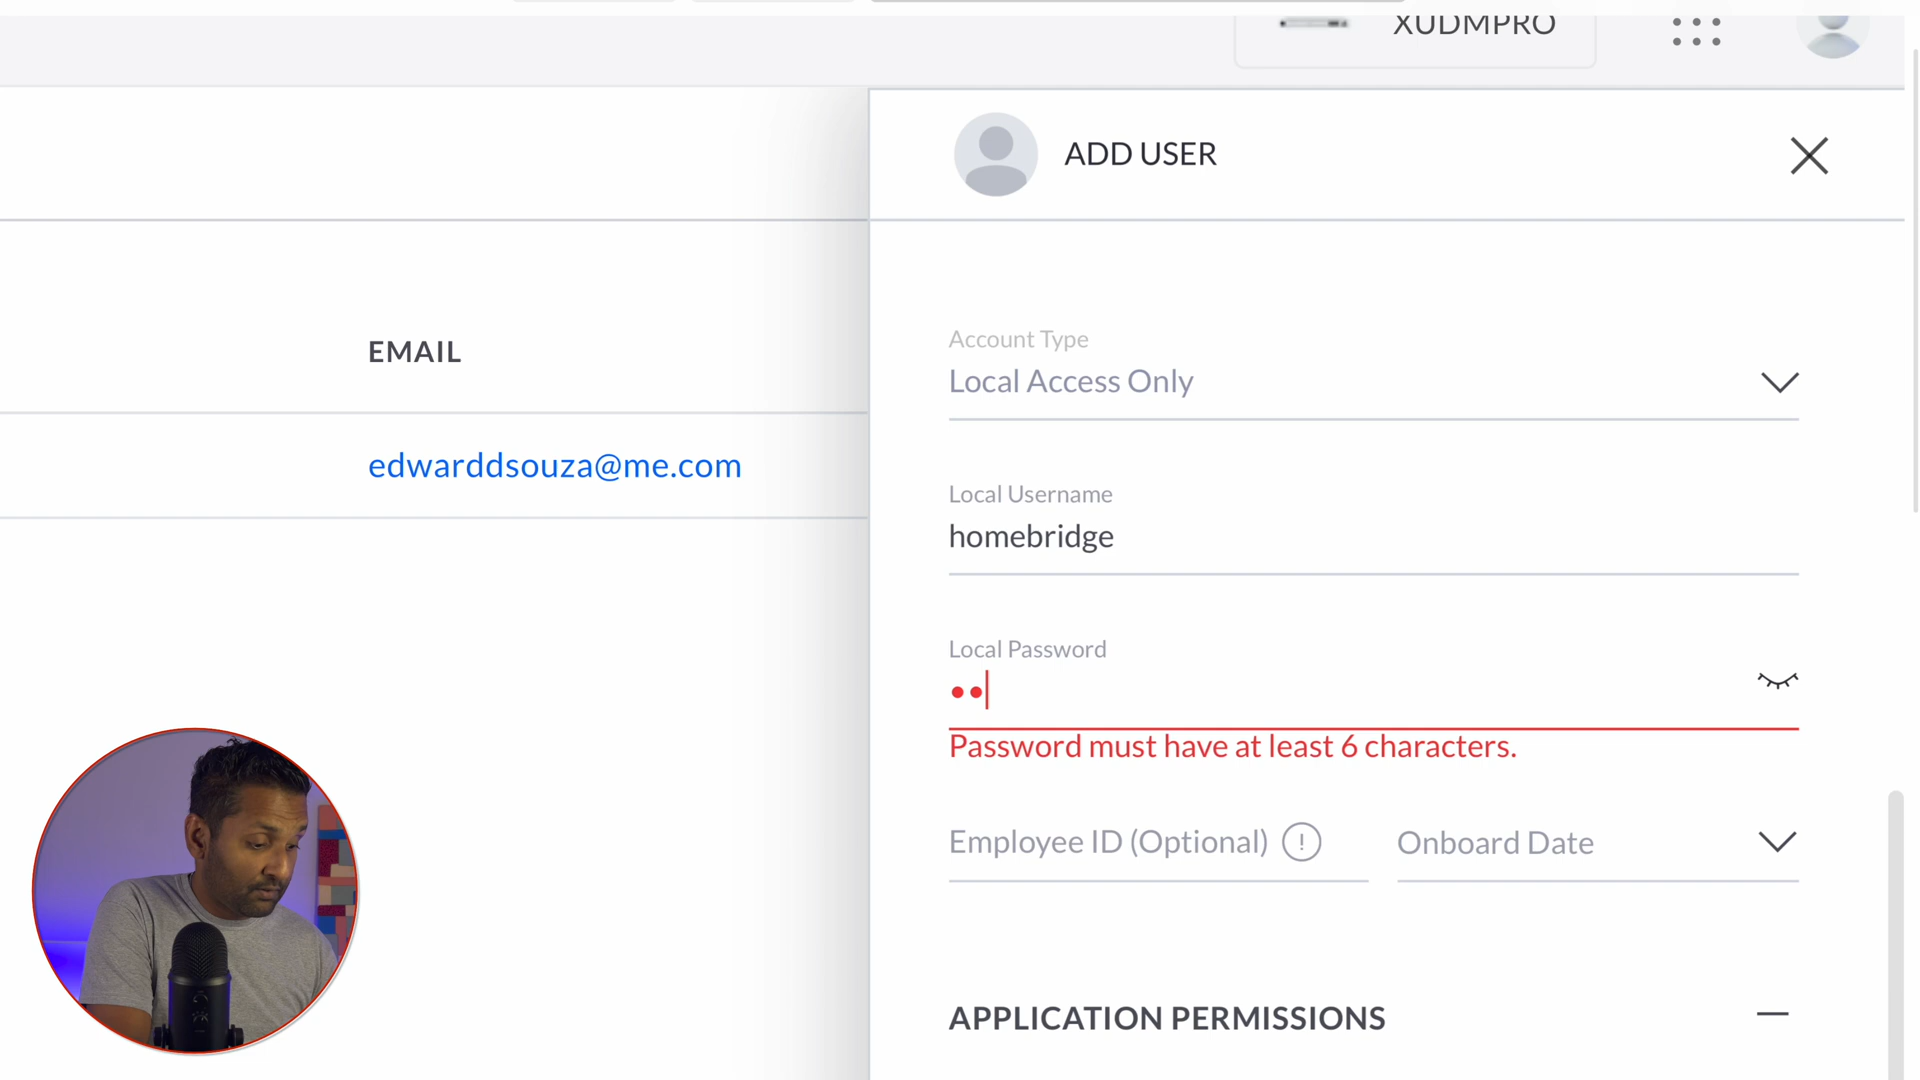 XUDMPRO
ADD USER
Account Type
Local Access Only
EMAIL
edwarddsouza@me.com
Local Username
homebridge
Local Password
Password must have at least 6 characters.
Employee ID (Optional)
Onboard Date
APPLICATION PERMISSIONS